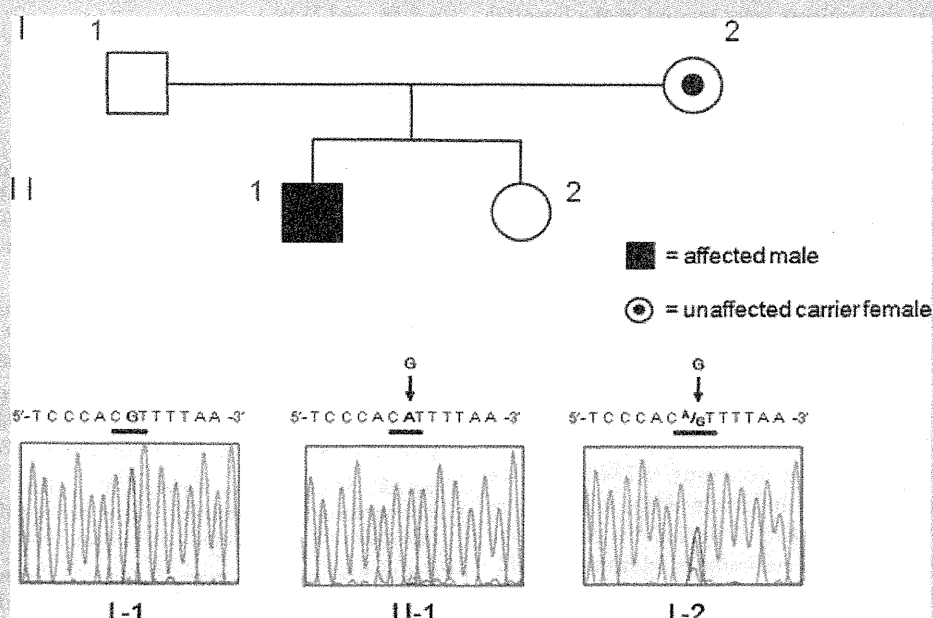 I 1 2
II 1 2
= affected male
= unaffected carrier female
G G
5'-T C C C A C G T T T T A A -3' 5'-T C C C A C A T T T T A A -3' 5'-T C C C A C A/G T T T T A A -3'
I-1 II-1 I-2